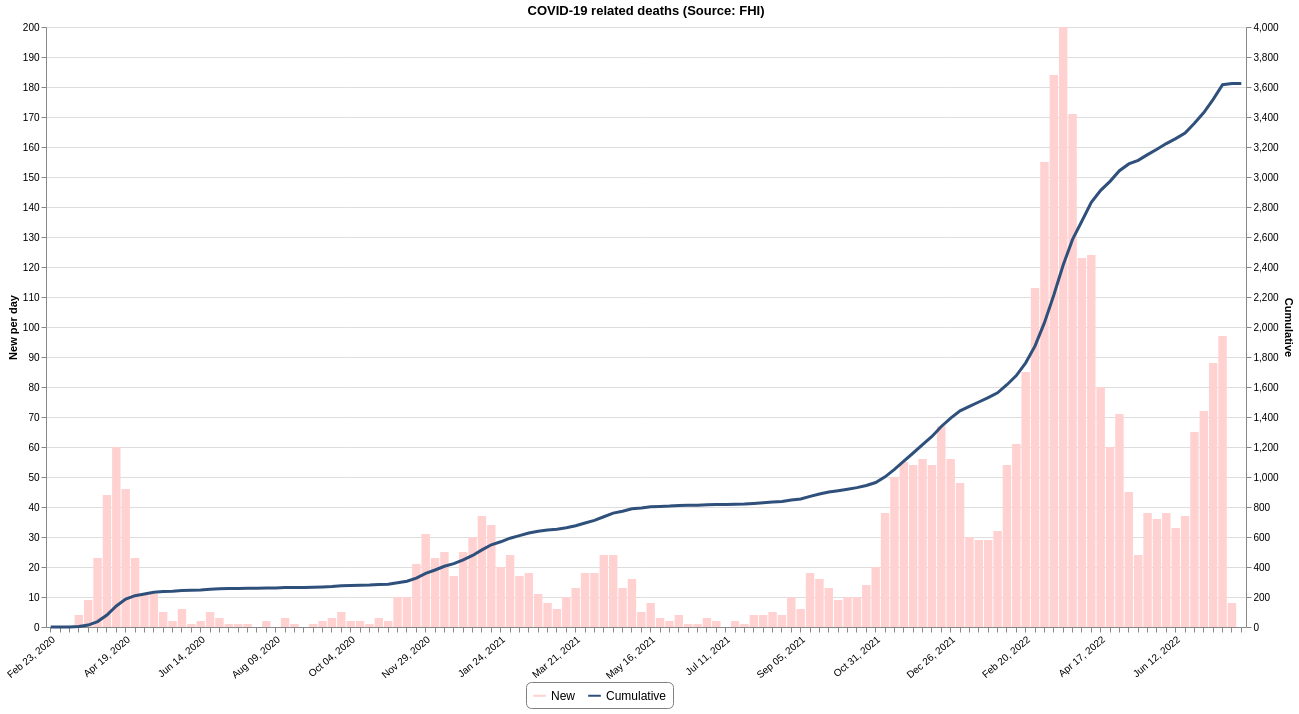 COVID-19 related deaths (Source: FHI)
200
190
180
170
160
150
140
130
120
110
100
90
80
70
60
50
40
30
20
10
0
New per day
4,000
3,800
3,600
3,400
3,200
3,000
2,800
2,600
2,400
2,200
2,000
1,800
1,600
1,400
1,200
1,000
800
600
400
200
0
Cumulative
Feb 23, 2020
Apr 19, 2020
Jun 14, 2020
Aug 09, 2020
Oct 04, 2020
Nov 29, 2020
Jan 24, 2021
Mar 21, 2021
May 16, 2021
Jul 11, 2021
Sep 05, 2021
Oct 31, 2021
Dec 26, 2021
Feb 20, 2022
Apr 17, 2022
Jun 12, 2022
New Cumulative